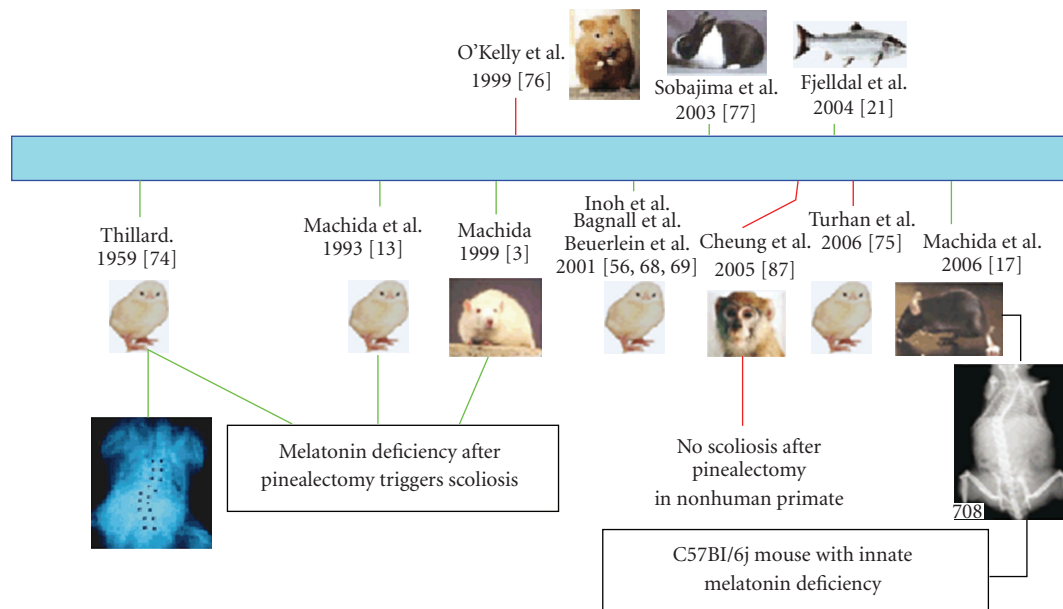 O'Kelly et al.
1999 [76]
Sobajima et al.
2003 [77]
Fjelldal et al.
2004 [21]
Thillard.
1959 [74]
Machida et al.
1993 [13]
Machida
1999 [3]
Inoh et al.
Bagnall et al.
Beuerlein et al.
2001 [56, 68, 69]
Cheung et al.
2005 [87]
Turhan et al.
2006 [75]
Machida et al.
2006 [17]
Melatonin deficiency after
pinealectomy triggers scoliosis
No scoliosis after
pinealectomy
in nonhuman primate
708
C57BI/6j mouse with innate
melatonin deficiency